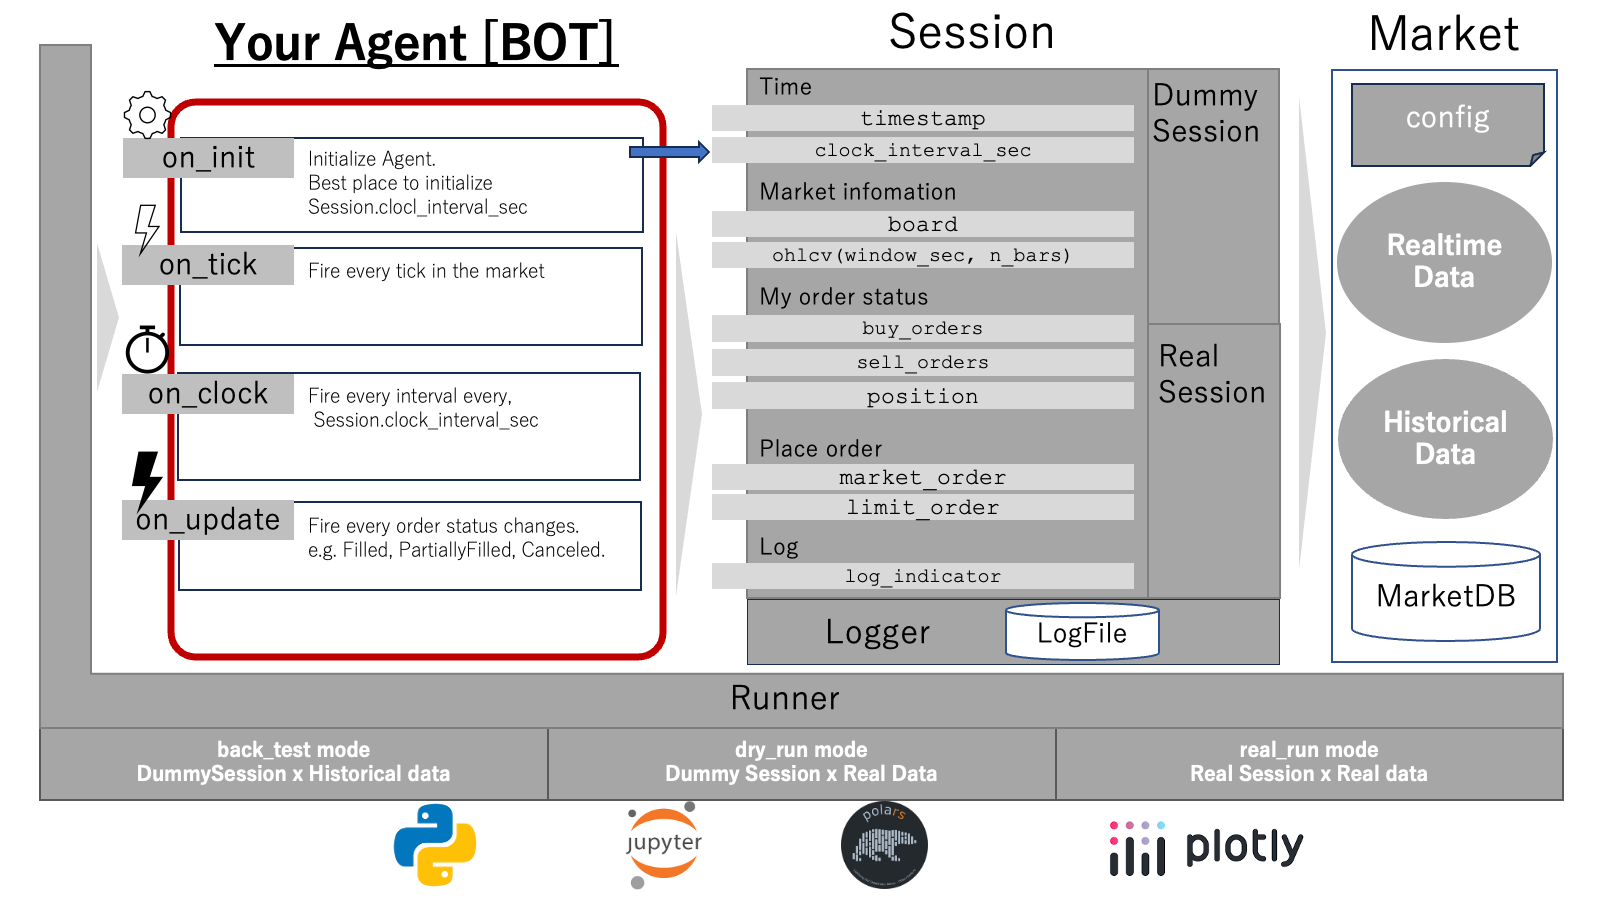 Your Agent [BOT]
on_init
Initialize Agent.
Best place to initialize
Session.clocl_interval_sec
on_tick
Fire every tick in the market
on_clock
Fire every interval every,
Session.clock_interval_sec
on_update
Fire every order status changes.
e.g. Filled, PartiallyFilled, Canceled.
Session
Time
timestamp
clock_interval_sec
Market infomation
board
ohlcv(window_sec, n_bars)
My order status
buy_orders
sell_orders
position
Place order
market_order
limit_order
Log
log_indicator
Dummy
Session
Real
Session
Logger
LogFile
Market
config
Realtime
Data
Historical
Data
MarketDB
Runner
back_test mode
DummySession x Historical data
dry_run mode
Dummy Session x Real Data
real_run mode
Real Session x Real data
jupyter
polars
plotly